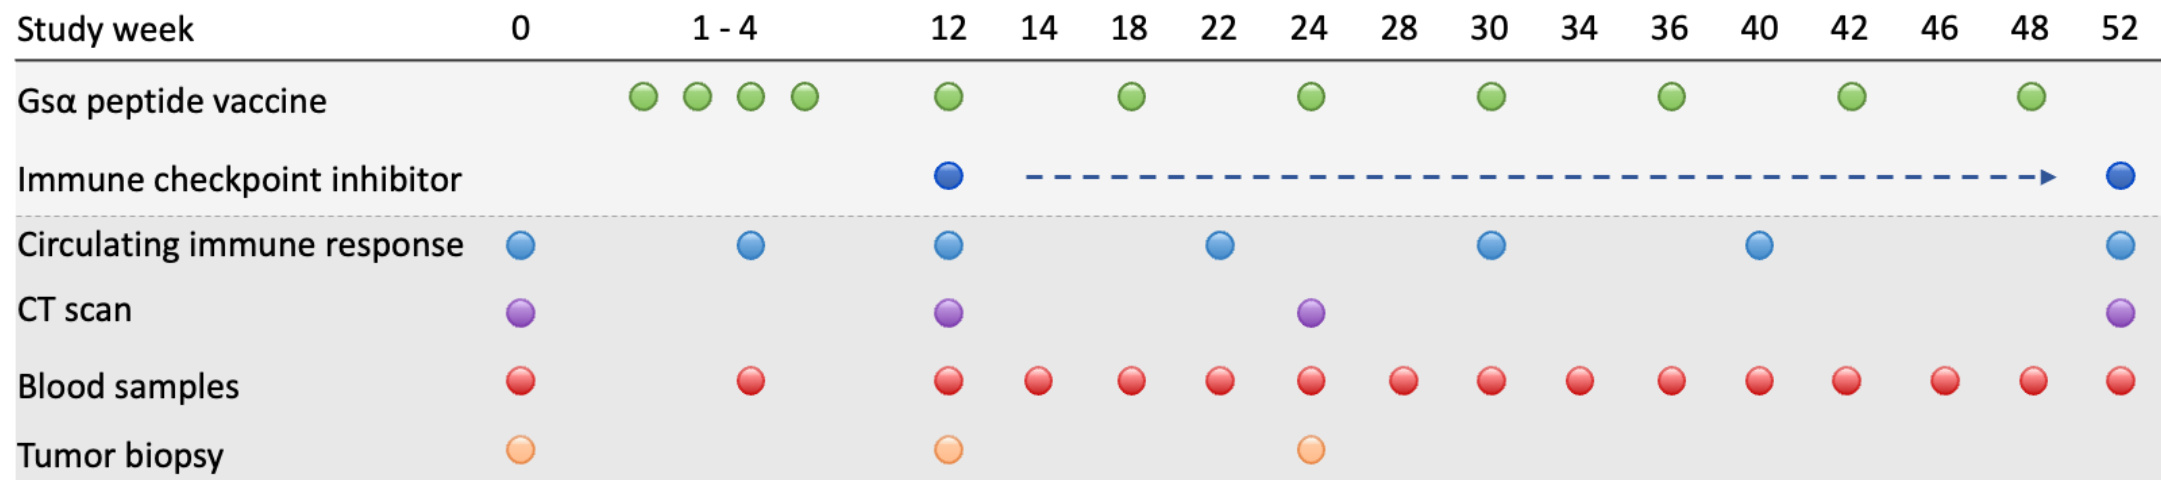 Study week 0 1 - 4 12 14 18 22 24 28 30 34 36 40 42 46 48 52
Gsα peptide vaccine
Immune checkpoint inhibitor
Circulating immune response
CT scan
Blood samples
Tumor biopsy